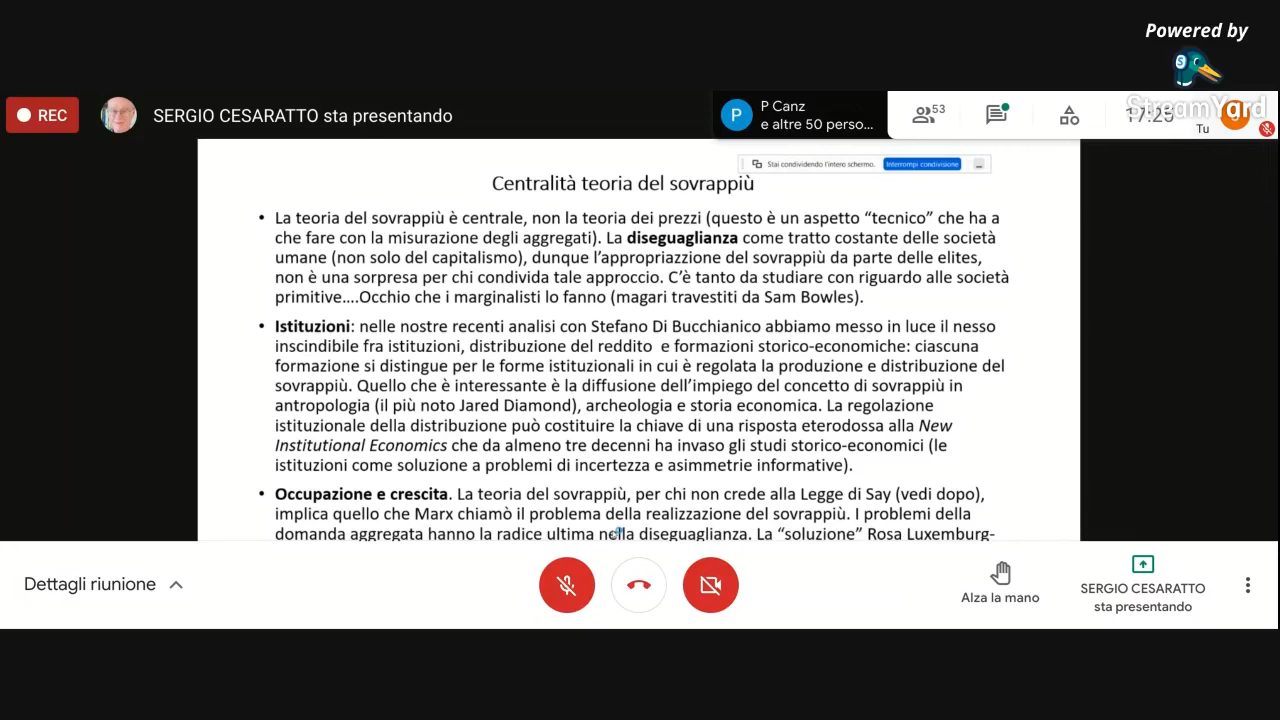 Powered by
StreamYard
REC
SERGIO CESARATTO sta presentando
P Canz
e altre 50 perso...
53
17:25
Tu
Stai condividendo l'intero schermo.
Interrompi condivisione
Centralità teoria del sovrappiù
• La teoria del sovrappiù è centrale, non la teoria dei prezzi (questo è un aspetto “tecnico” che ha a
che fare con la misurazione degli aggregati). La diseguaglianza come tratto costante delle società
umane (non solo del capitalismo), dunque l’appropriazzione del sovrappiù da parte delle elites,
non è una sorpresa per chi condivida tale approccio. C’è tanto da studiare con riguardo alle società
primitive....Occhio che i marginalisti lo fanno (magari travestiti da Sam Bowles).
• Istituzioni: nelle nostre recenti analisi con Stefano Di Bucchianico abbiamo messo in luce il nesso
inscindibile fra istituzioni, distribuzione del reddito e formazioni storico-economiche: ciascuna
formazione si distingue per le forme istituzionali in cui è regolata la produzione e distribuzione del
sovrappiù. Quello che è interessante è la diffusione dell’impiego del concetto di sovrappiù in
antropologia (il più noto Jared Diamond), archeologia e storia economica. La regolazione
istituzionale della distribuzione può costituire la chiave di una risposta eterodossa alla New
Institutional Economics che da almeno tre decenni ha invaso gli studi storico-economici (le
istituzioni come soluzione a problemi di incertezza e asimmetrie informative).
• Occupazione e crescita. La teoria del sovrappiù, per chi non crede alla Legge di Say (vedi dopo),
implica quello che Marx chiamò il problema della realizzazione del sovrappiù. I problemi della
domanda aggregata hanno la radice ultima nella diseguaglianza. La “soluzione” Rosa Luxemburg-
Dettagli riunione
Alza la mano
SERGIO CESARATTO
sta presentando